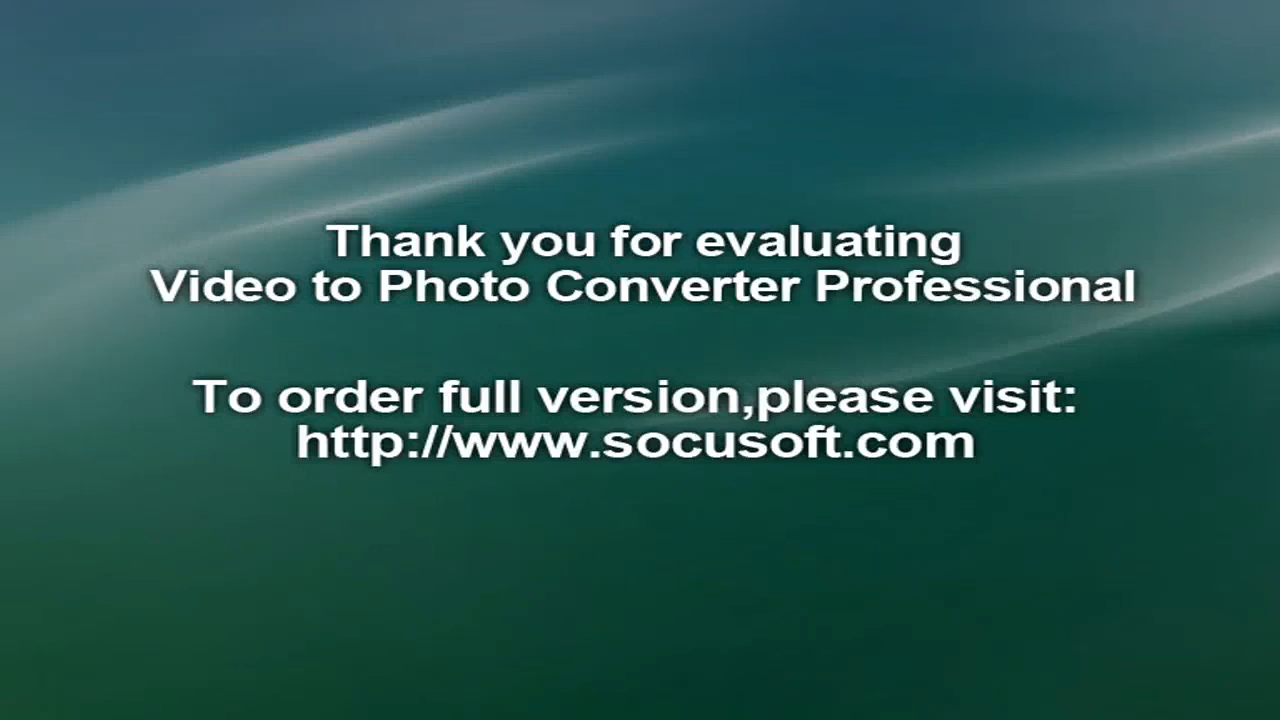 Thank you for evaluating
Video to Photo Converter Professional
To order full version,please visit:
http://www.socusoft.com